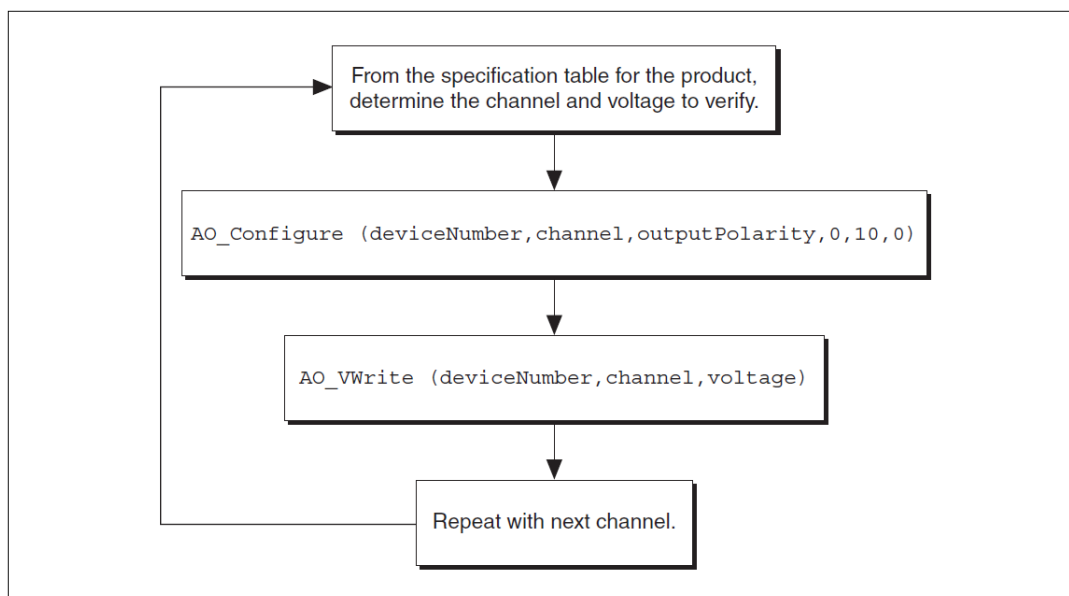 From the specification table for the product,
determine the channel and voltage to verify.
AO_Configure (deviceNumber,channel,outputPolarity,0,10,0)
AO_VWrite (deviceNumber,channel,voltage)
Repeat with next channel.